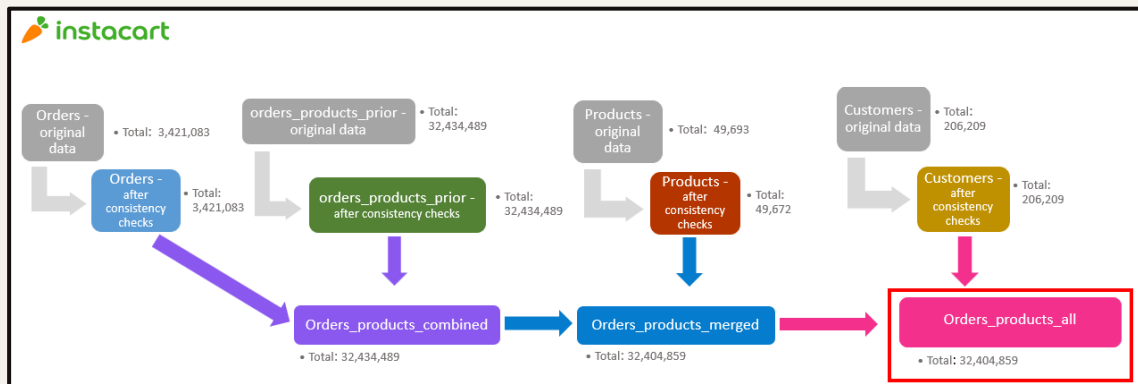 instacart
Orders -
original
data
• Total: 3,421,083
orders_products_prior -
original data
• Total:
32,434,489
Products -
original
data
• Total: 49,693
Customers -
original data
• Total:
206,209
Orders -
after
consistency
checks
• Total:
3,421,083
orders_products_prior -
after consistency checks
• Total:
32,434,489
Products -
after
consistency
checks
• Total:
49,672
Customers -
after
consistency
checks
• Total:
206,209
Orders_products_combined
• Total: 32,434,489
Orders_products_merged
• Total: 32,404,859
Orders_products_all
• Total: 32,404,859